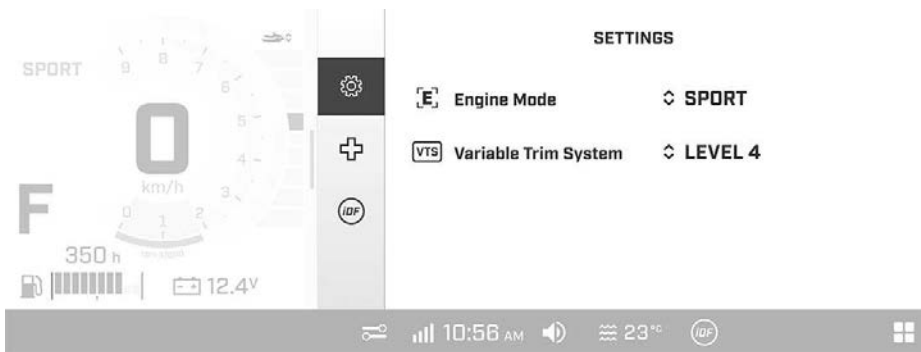 SETTINGS
SPORT
9 8 7
6
5
4
3
0 1 2
0
km/h
F
350 h
12.4V
[E] Engine Mode SPORT
VTS Variable Trim System LEVEL 4
iDF
10:56 AM 23°C iDF